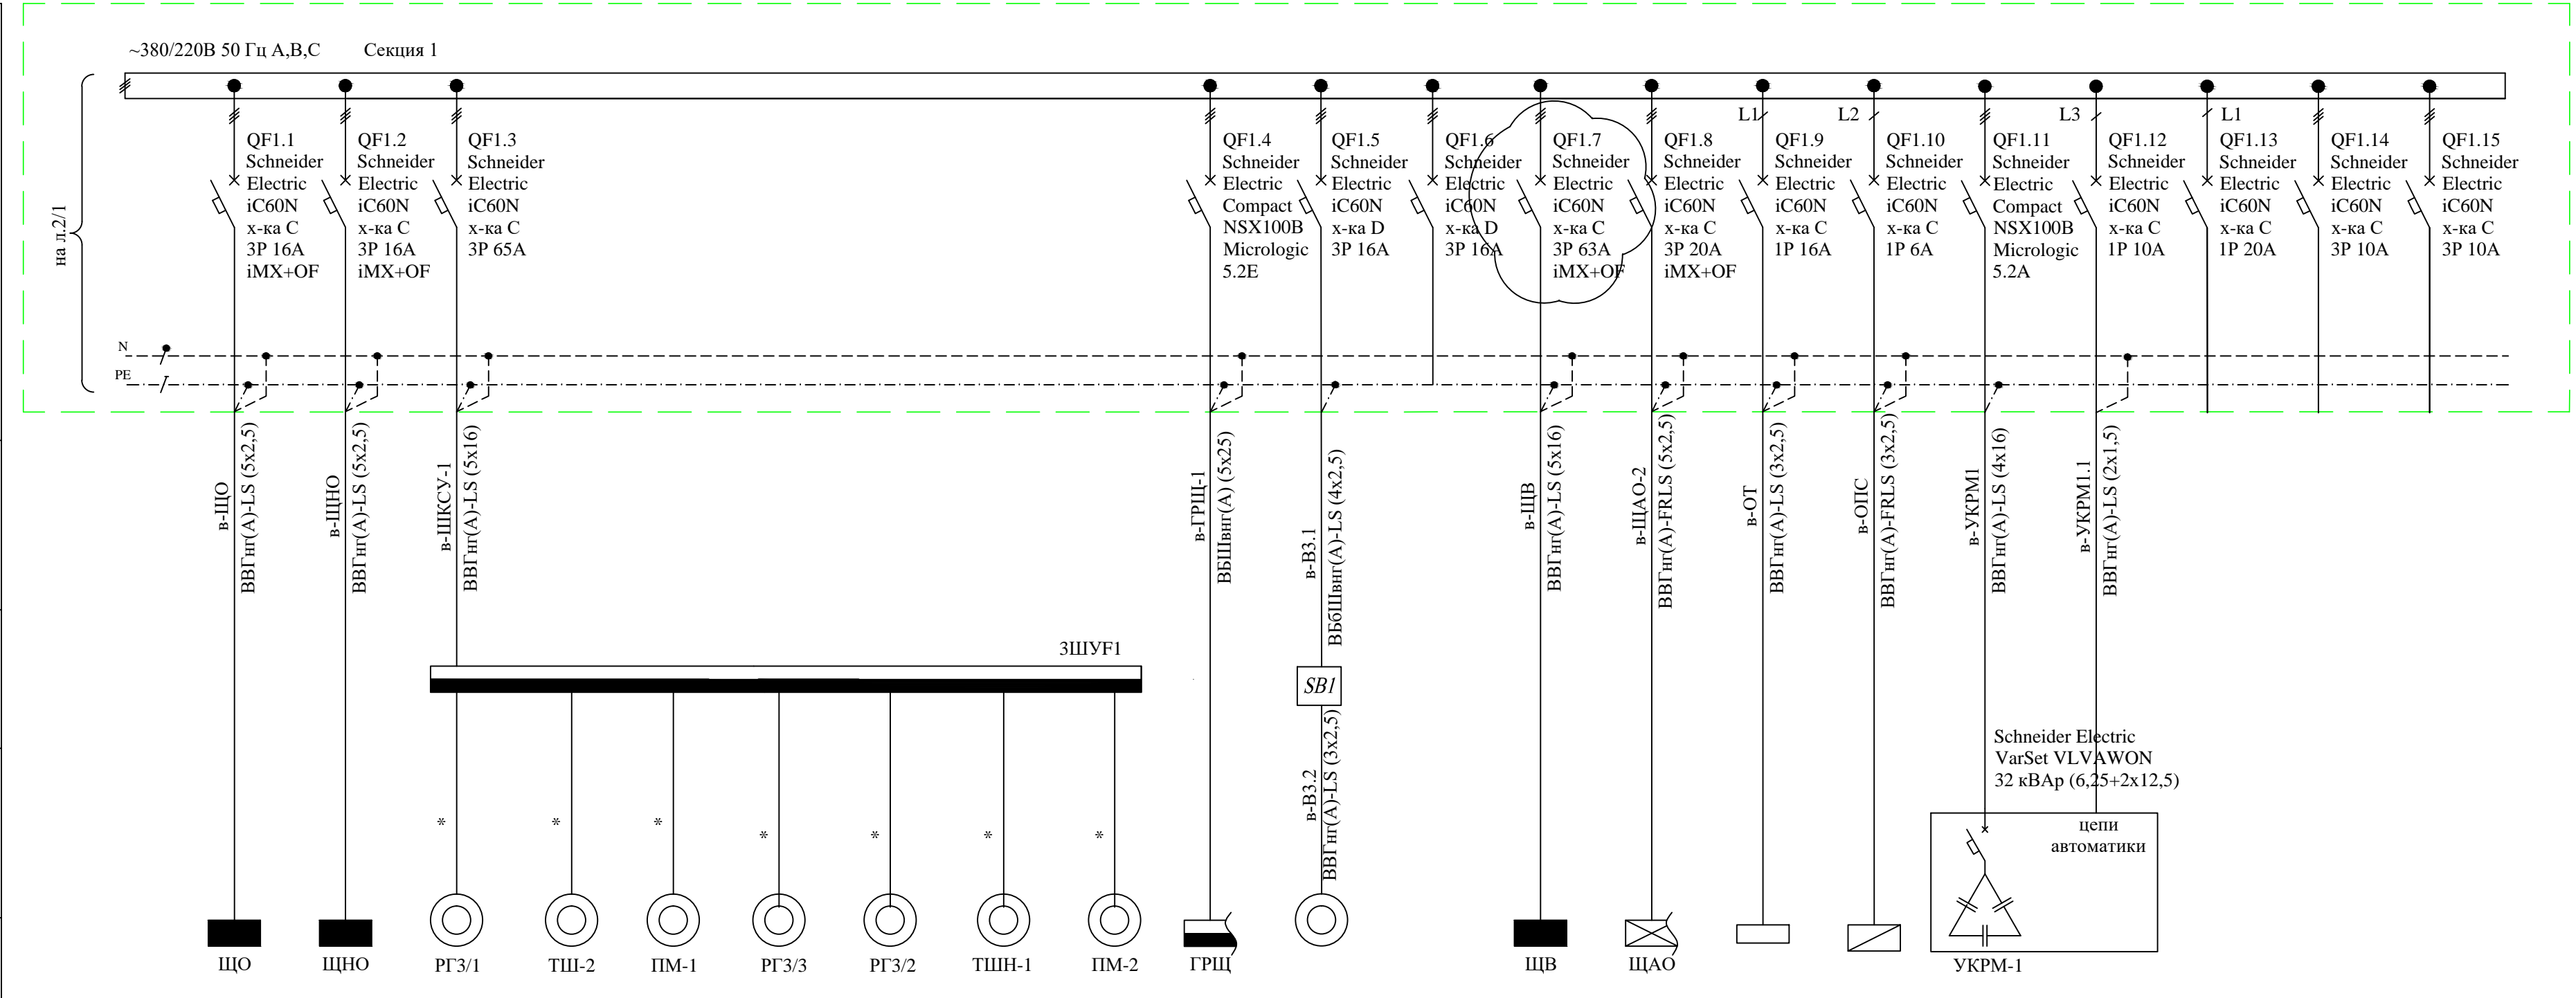 ~380/220В 50 Гц А,В,С
Секция 1
на л.2/1
QF1.1
Schneider
Electric
iC60N
х-ка С
3Р 16А
iMX+OF
QF1.2
Schneider
Electric
iC60N
х-ка С
3Р 16А
iMX+OF
QF1.3
Schneider
Electric
iC60N
х-ка С
3Р 65А
QF1.4
Schneider
Electric
Compact
NSX100B
Micrologic
5.2E
QF1.5
Schneider
Electric
iC60N
х-ка D
3Р 16А
QF1.6
Schneider
Electric
iC60N
х-ка D
3Р 16А
QF1.7
Schneider
Electric
iC60N
х-ка С
3Р 63А
iMX+OF
QF1.8
Schneider
Electric
iC60N
х-ка С
3Р 20А
iMX+OF
L1
QF1.9
Schneider
Electric
iC60N
х-ка С
1Р 16А
L2
QF1.10
Schneider
Electric
iC60N
х-ка С
1Р 6А
QF1.11
Schneider
Electric
Compact
NSX100B
Micrologic
5.2A
L3
QF1.12
Schneider
Electric
iC60N
х-ка С
1Р 10А
L1
QF1.13
Schneider
Electric
iC60N
х-ка С
1Р 20А
QF1.14
Schneider
Electric
iC60N
х-ка С
3Р 10А
QF1.15
Schneider
Electric
iC60N
х-ка С
3Р 10А
N
PE
в-ЩО
ВВГнг(А)-LS (5х2,5)
в-ЩНО
ВВГнг(А)-LS (5х2,5)
в-ШКСУ-1
ВВГнг(А)-LS (5х16)
в-ГРЩ-1
ВБШвнг(А) (5х25)
в-В3.1
ВБбШвнг(А)-LS (4х2,5)
в-ЩВ
ВВГнг(А)-LS (5х16)
в-ЩАО-2
ВВГнг(А)-FRLS (5х2,5)
в-ОТ
ВВГнг(А)-LS (3х2,5)
в-ОПС
ВВГнг(А)-FRLS (3х2,5)
в-УКРМ1
ВВГнг(А)-LS (4х16)
в-УКРМ1.1
ВВГнг(А)-LS (2х1,5)
3ШУF1
SB1
в-В3.2
ВВГнг(А)-LS (3х2,5)
Schneider Electric
VarSet VLVAWON
32 кВАр (6,25+2х12,5)
цепи
автоматики
*
*
*
*
*
*
*
ЩО
ЩНО
РГ3/1
ТШ-2
ПМ-1
РГ3/3
РГ3/2
ТШН-1
ПМ-2
ГРЩ
ЩВ
ЩАО
УКРМ-1